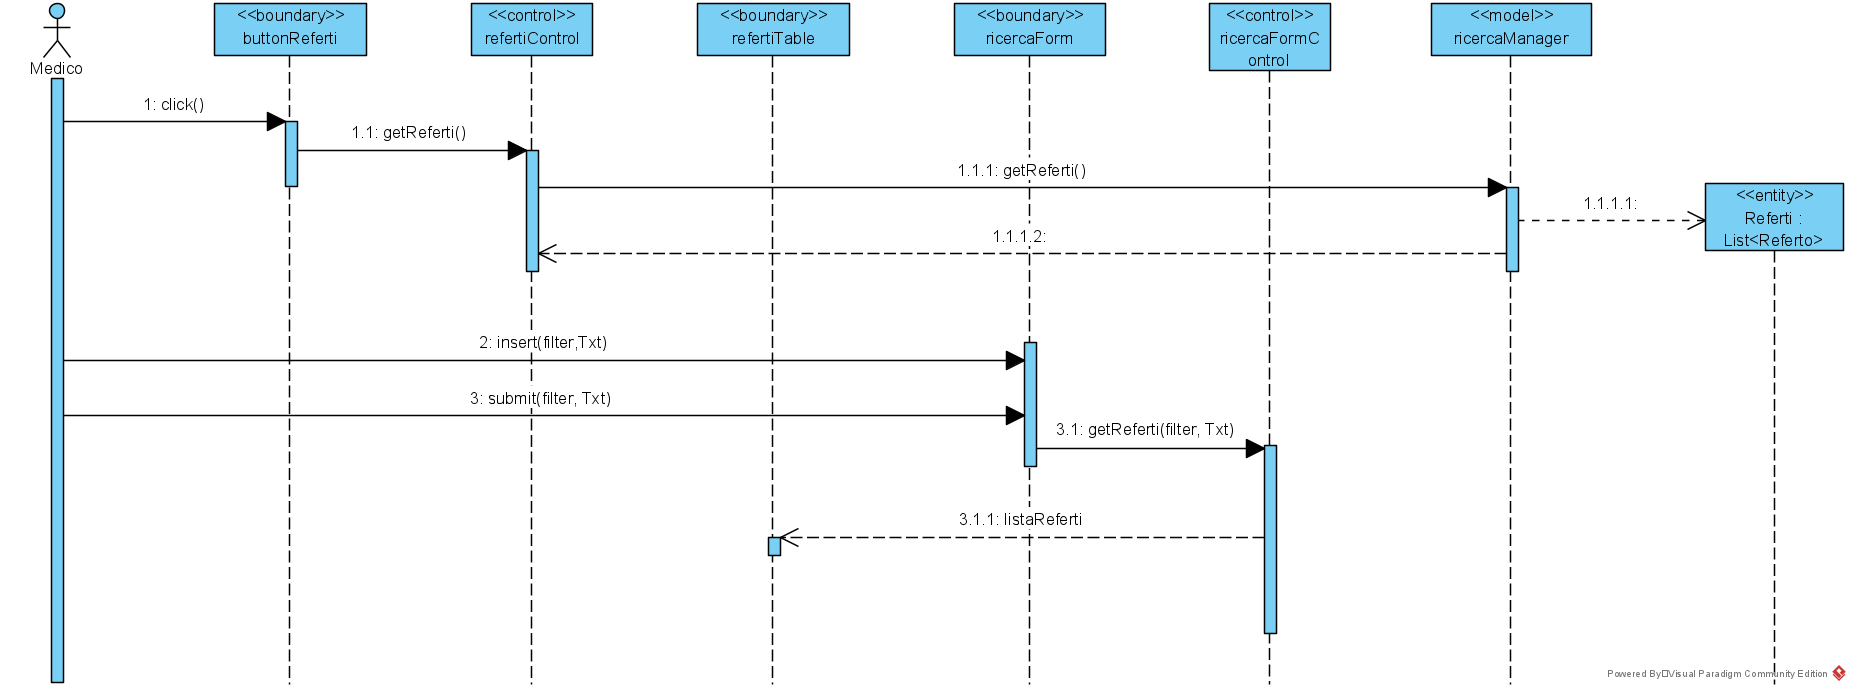 <<boundary>>
buttonReferti
<<control>>
refertiControl
<<boundary>>
refertiTable
<<boundary>>
ricercaForm
<<control>>
ricercaFormC
ontrol
<<model>>
ricercaManager
Medico
1: click()
1.1: getReferti()
1.1.1: getReferti()
<<entity>>
Referti :
List<Referto>
1.1.1.1:
1.1.1.2:
2: insert(filter,Txt)
3: submit(filter, Txt)
3.1: getReferti(filter, Txt)
3.1.1: listaReferti
Powered By□Visual Paradigm Community Edition